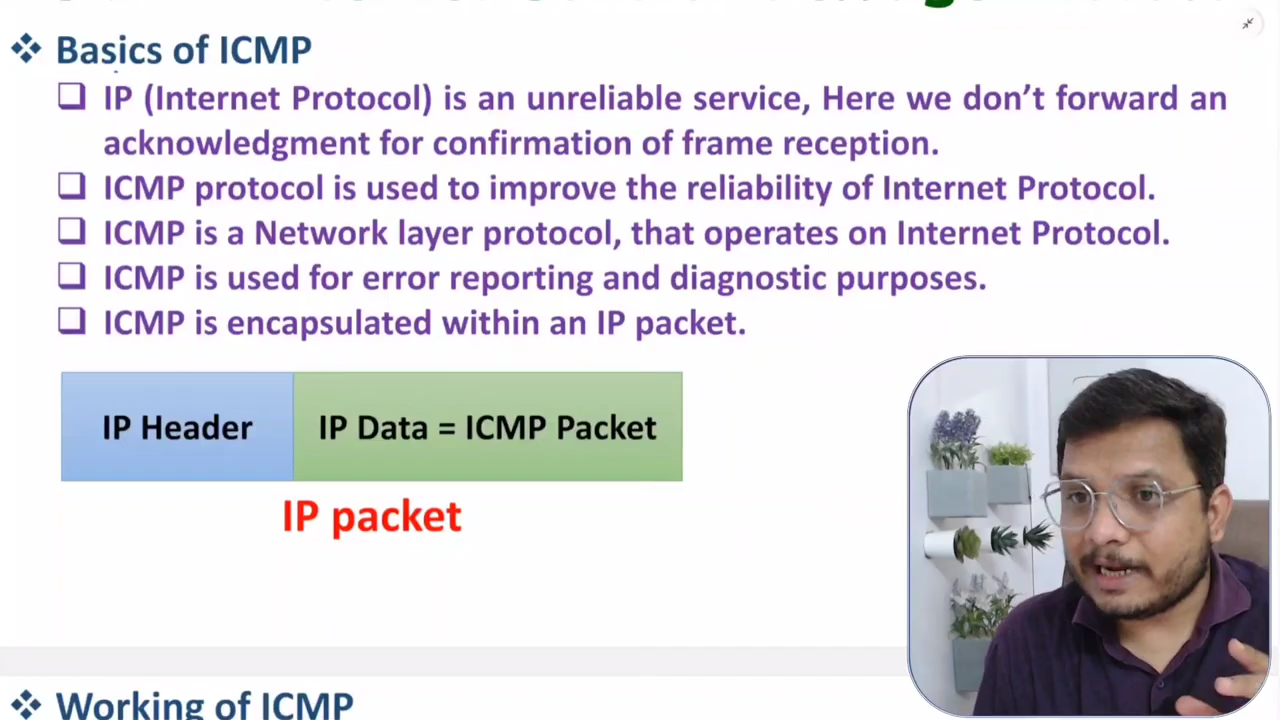 ❖ Basics of ICMP
❑ IP (Internet Protocol) is an unreliable service, Here we don't forward an
acknowledgment for confirmation of frame reception.
❑ ICMP protocol is used to improve the reliability of Internet Protocol.
❑ ICMP is a Network layer protocol, that operates on Internet Protocol.
❑ ICMP is used for error reporting and diagnostic purposes.
❑ ICMP is encapsulated within an IP packet.
IP Header IP Data = ICMP Packet
IP packet
❖ Working of ICMP